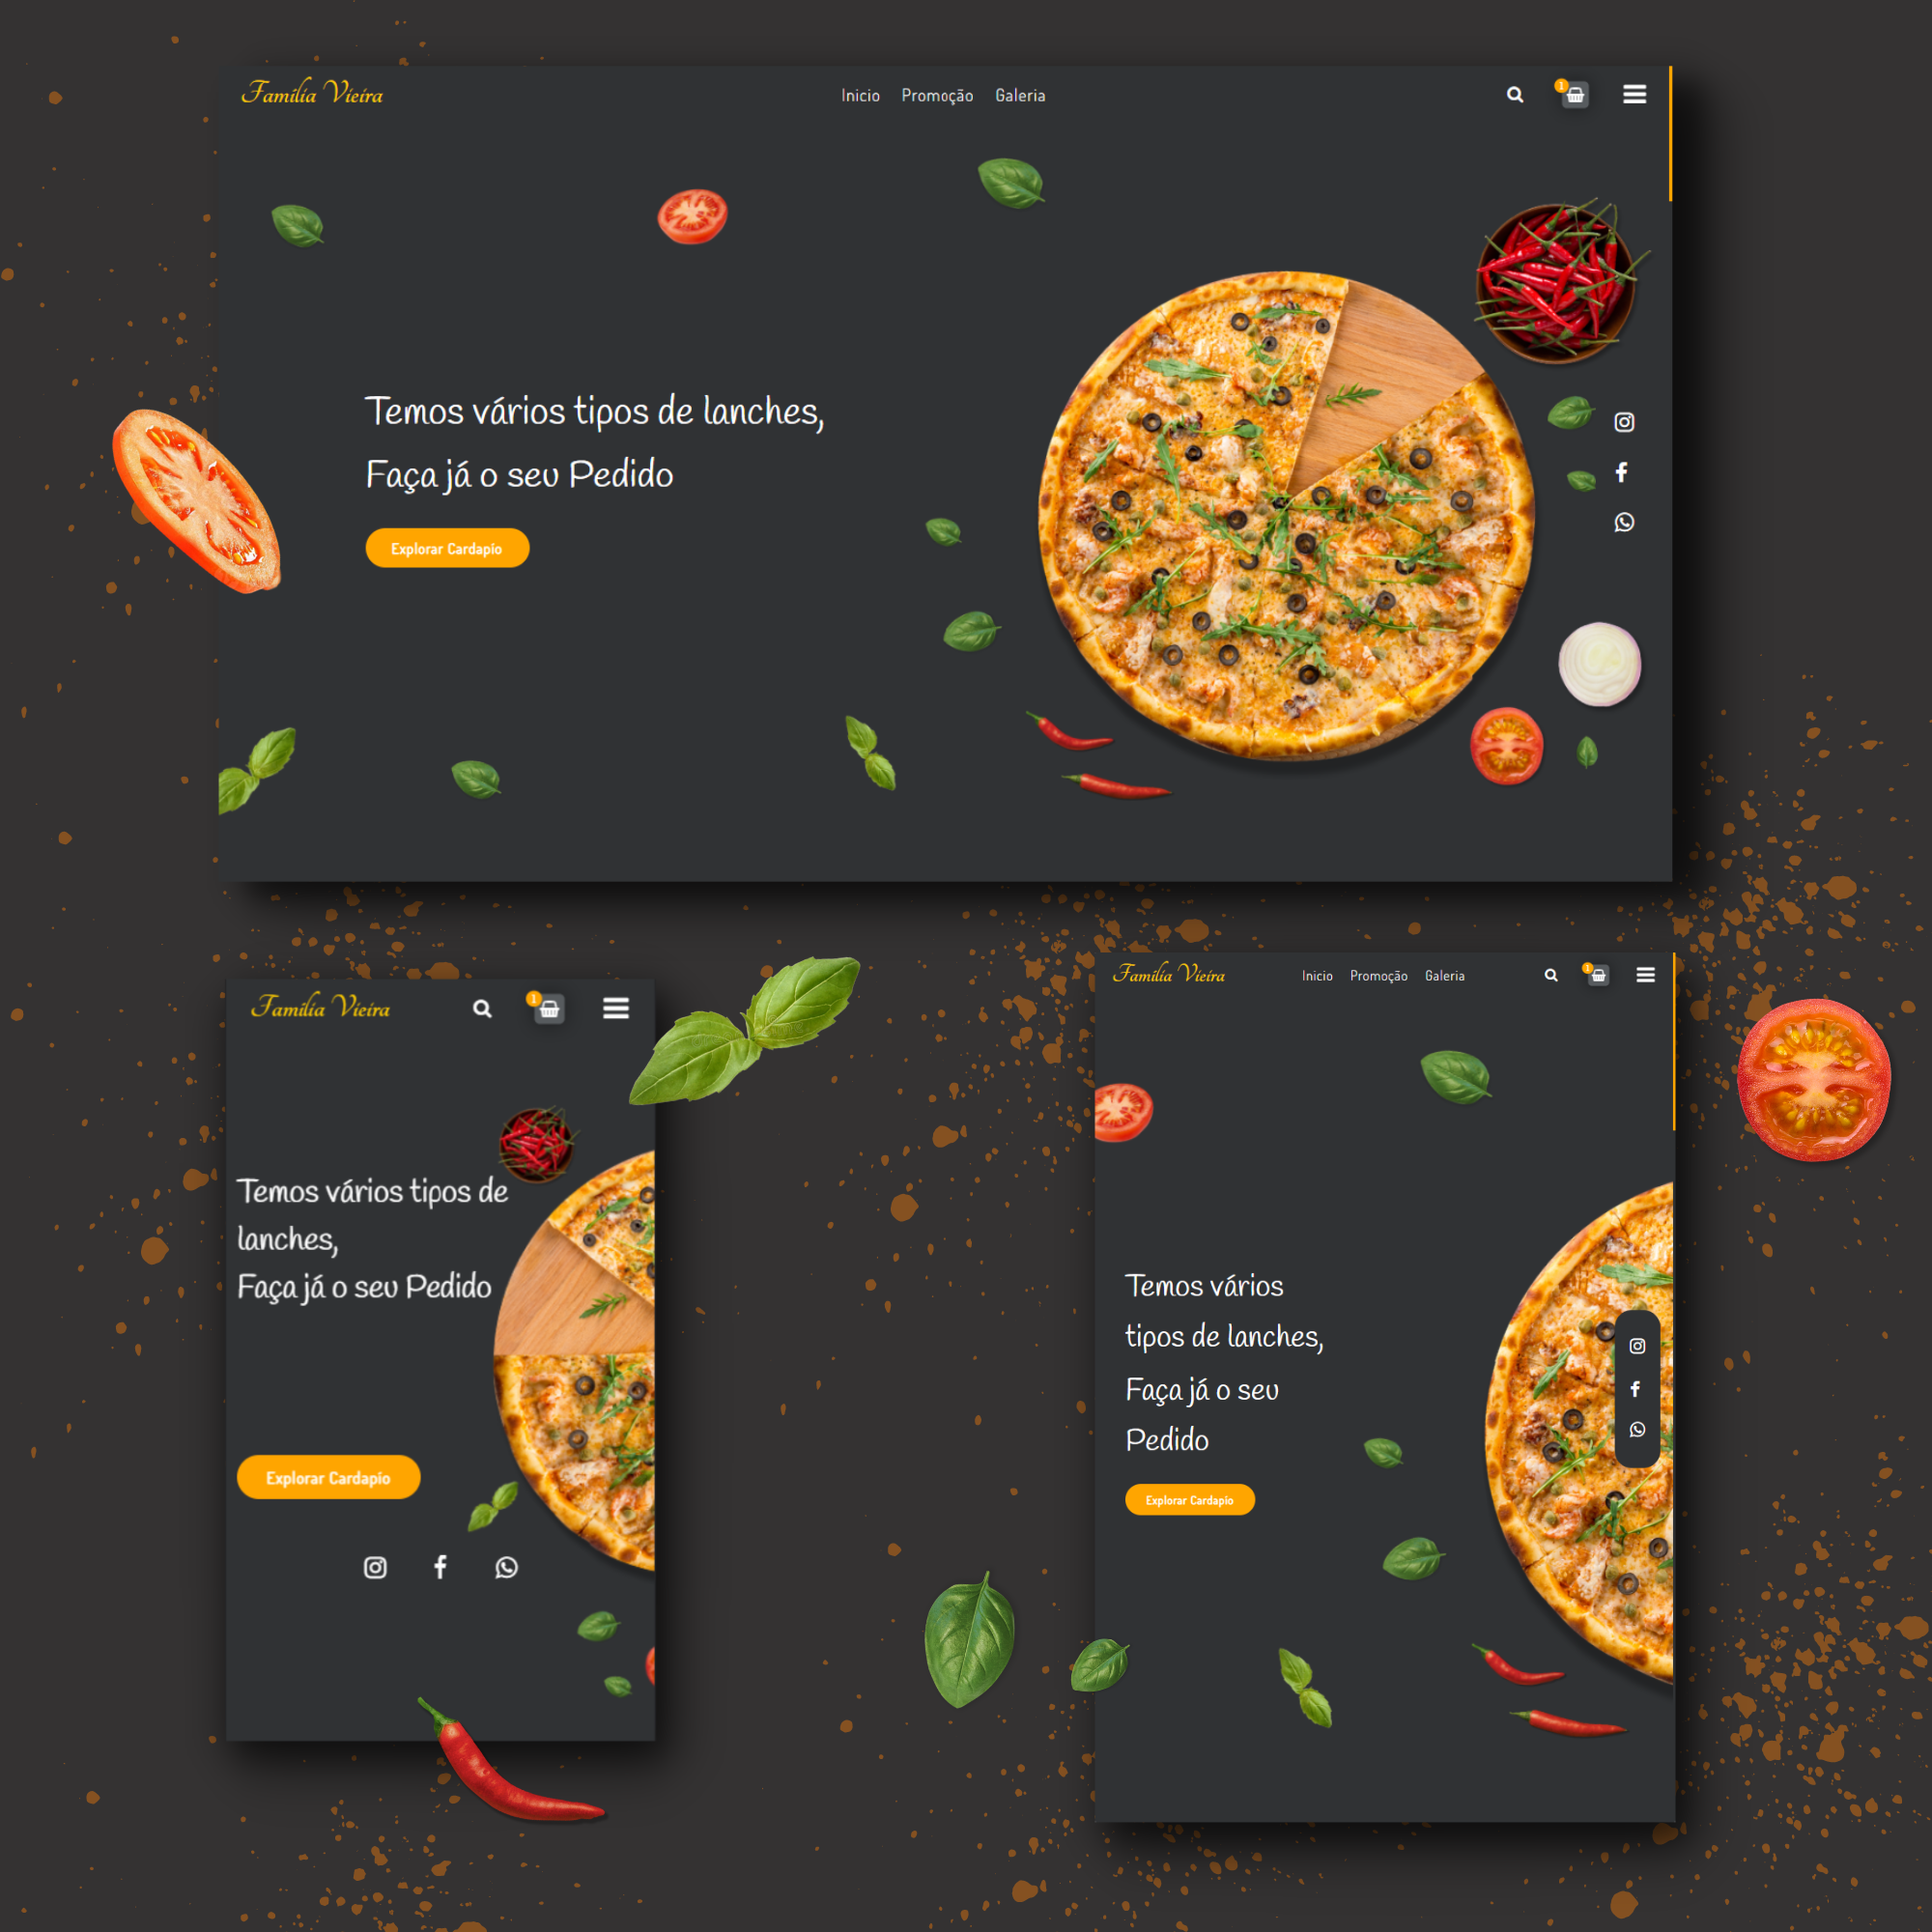 Família Vieira
Inicio Promoção Galeria
1
Temos vários tipos de lanches,
Faça já o seu Pedido
Explorar Cardapio
Família Vieira
1
Temos vários tipos de
lanches,
Faça já o seu Pedido
Explorar Cardapio
Família Vieira
Inicio Promoção Galeria
1
Temos vários
tipos de lanches,
Faça já o seu
Pedido
Explorar Cardapio